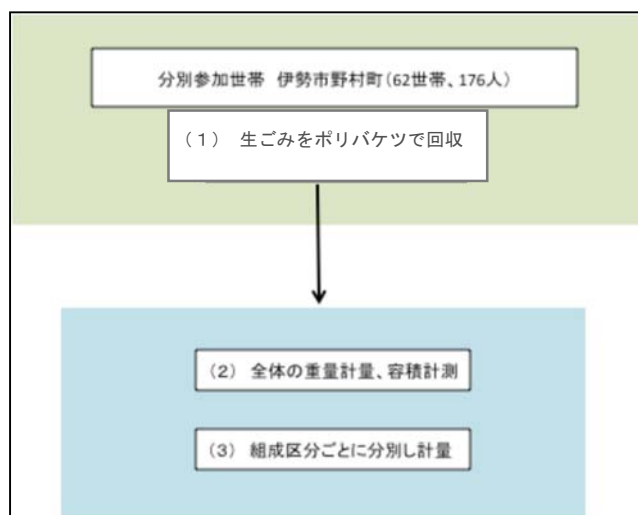 分別参加世帯 伊勢市野村町（62世帯、176人）
（１） 生ごみをポリバケツで回収
（2） 全体の重量計量、容積計測
（3） 組成区分ごとに分別し計量